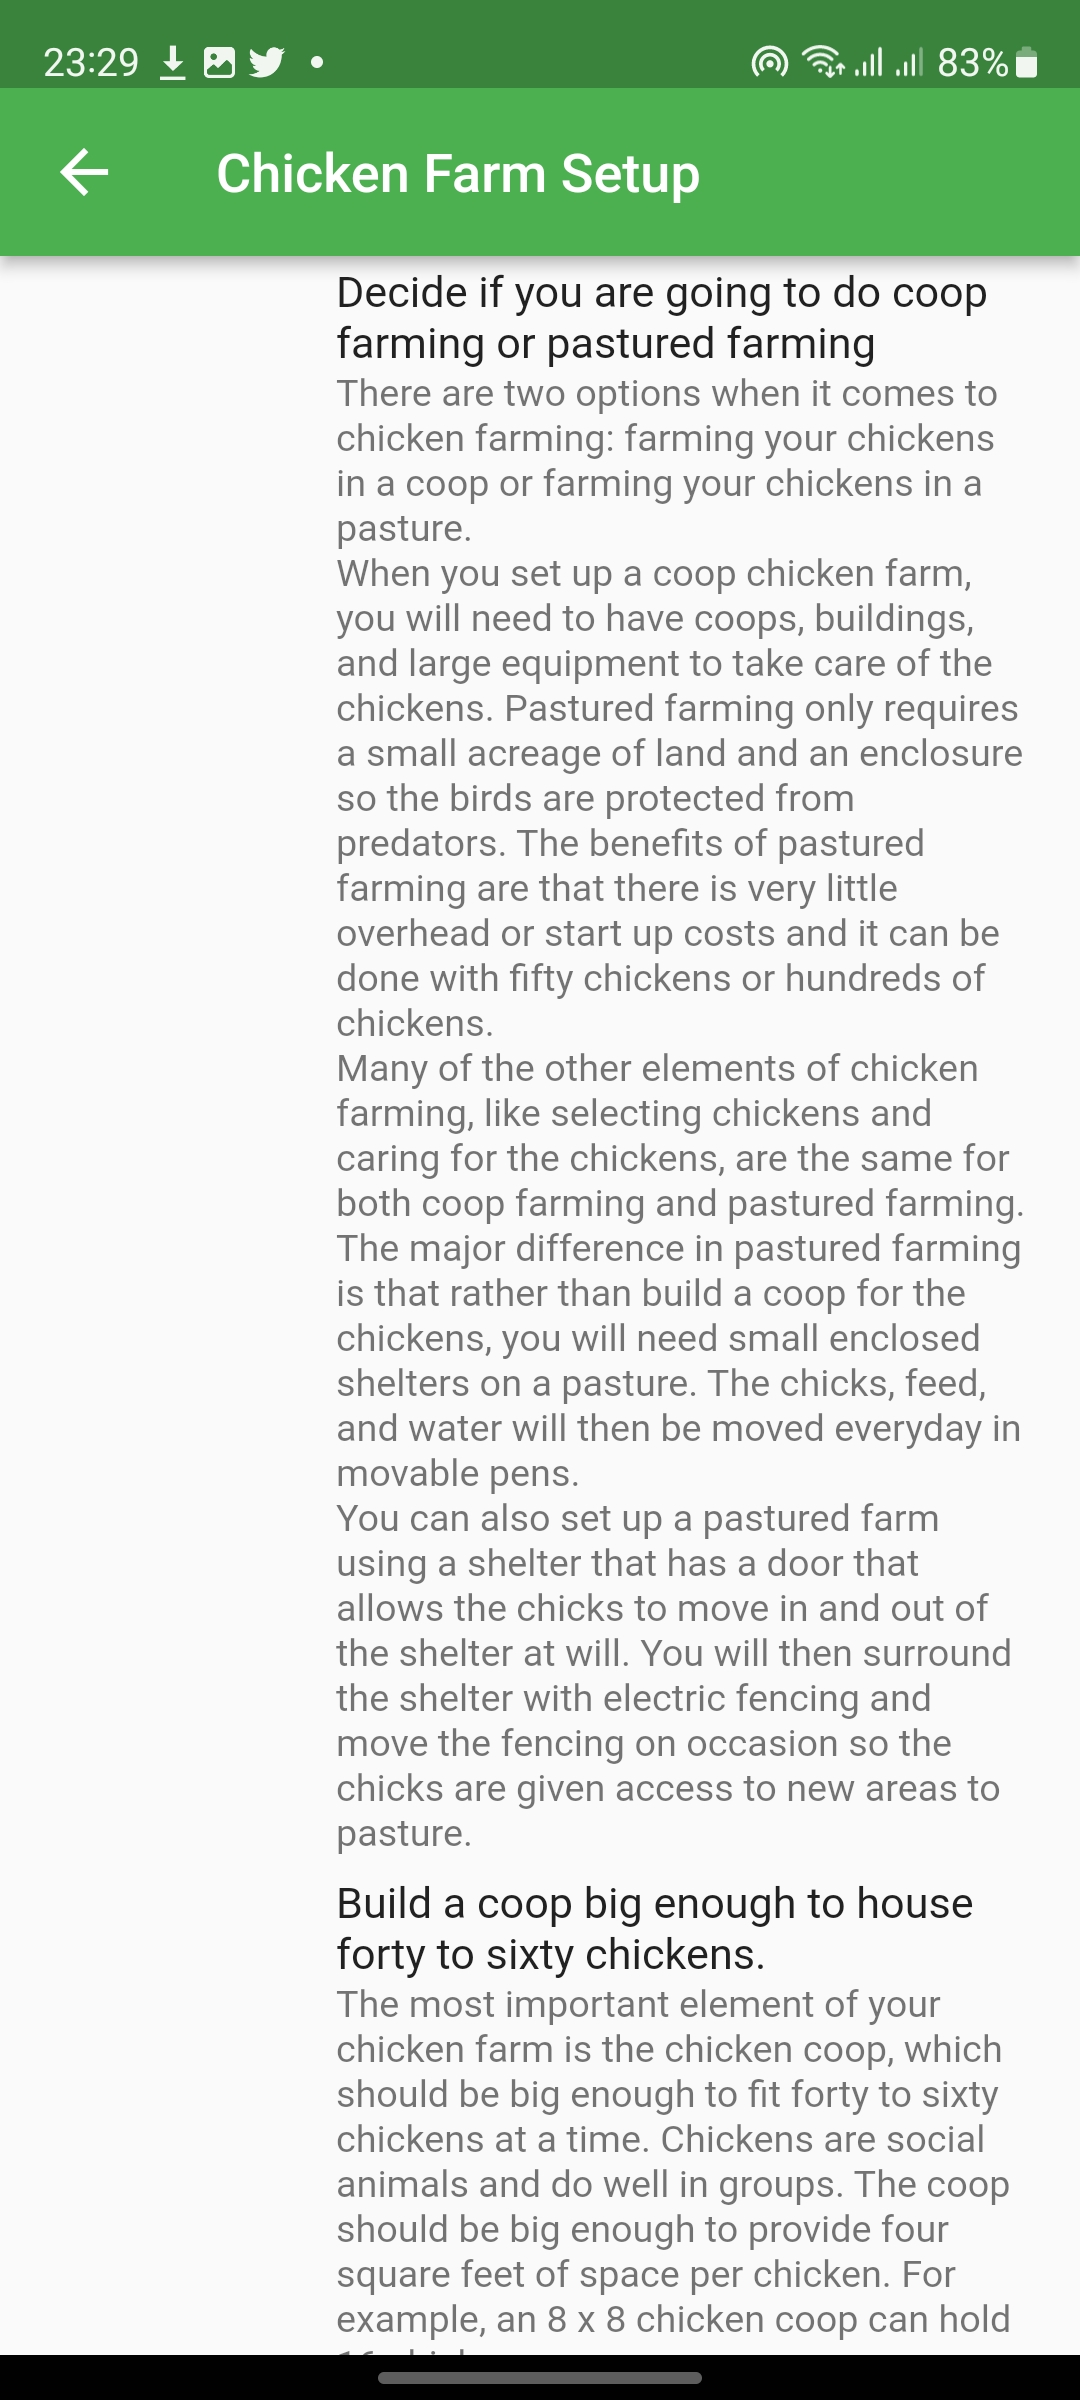 23:29
83%
Chicken Farm Setup
Decide if you are going to do coop
farming or pastured farming
There are two options when it comes to
chicken farming: farming your chickens
in a coop or farming your chickens in a
pasture.
When you set up a coop chicken farm,
you will need to have coops, buildings,
and large equipment to take care of the
chickens. Pastured farming only requires
a small acreage of land and an enclosure
so the birds are protected from
predators. The benefits of pastured
farming are that there is very little
overhead or start up costs and it can be
done with fifty chickens or hundreds of
chickens.
Many of the other elements of chicken
farming, like selecting chickens and
caring for the chickens, are the same for
both coop farming and pastured farming.
The major difference in pastured farming
is that rather than build a coop for the
chickens, you will need small enclosed
shelters on a pasture. The chicks, feed,
and water will then be moved everyday in
movable pens.
You can also set up a pastured farm
using a shelter that has a door that
allows the chicks to move in and out of
the shelter at will. You will then surround
the shelter with electric fencing and
move the fencing on occasion so the
chicks are given access to new areas to
pasture.
Build a coop big enough to house
forty to sixty chickens.
The most important element of your
chicken farm is the chicken coop, which
should be big enough to fit forty to sixty
chickens at a time. Chickens are social
animals and do well in groups. The coop
should be big enough to provide four
square feet of space per chicken. For
example, an 8 x 8 chicken coop can hold